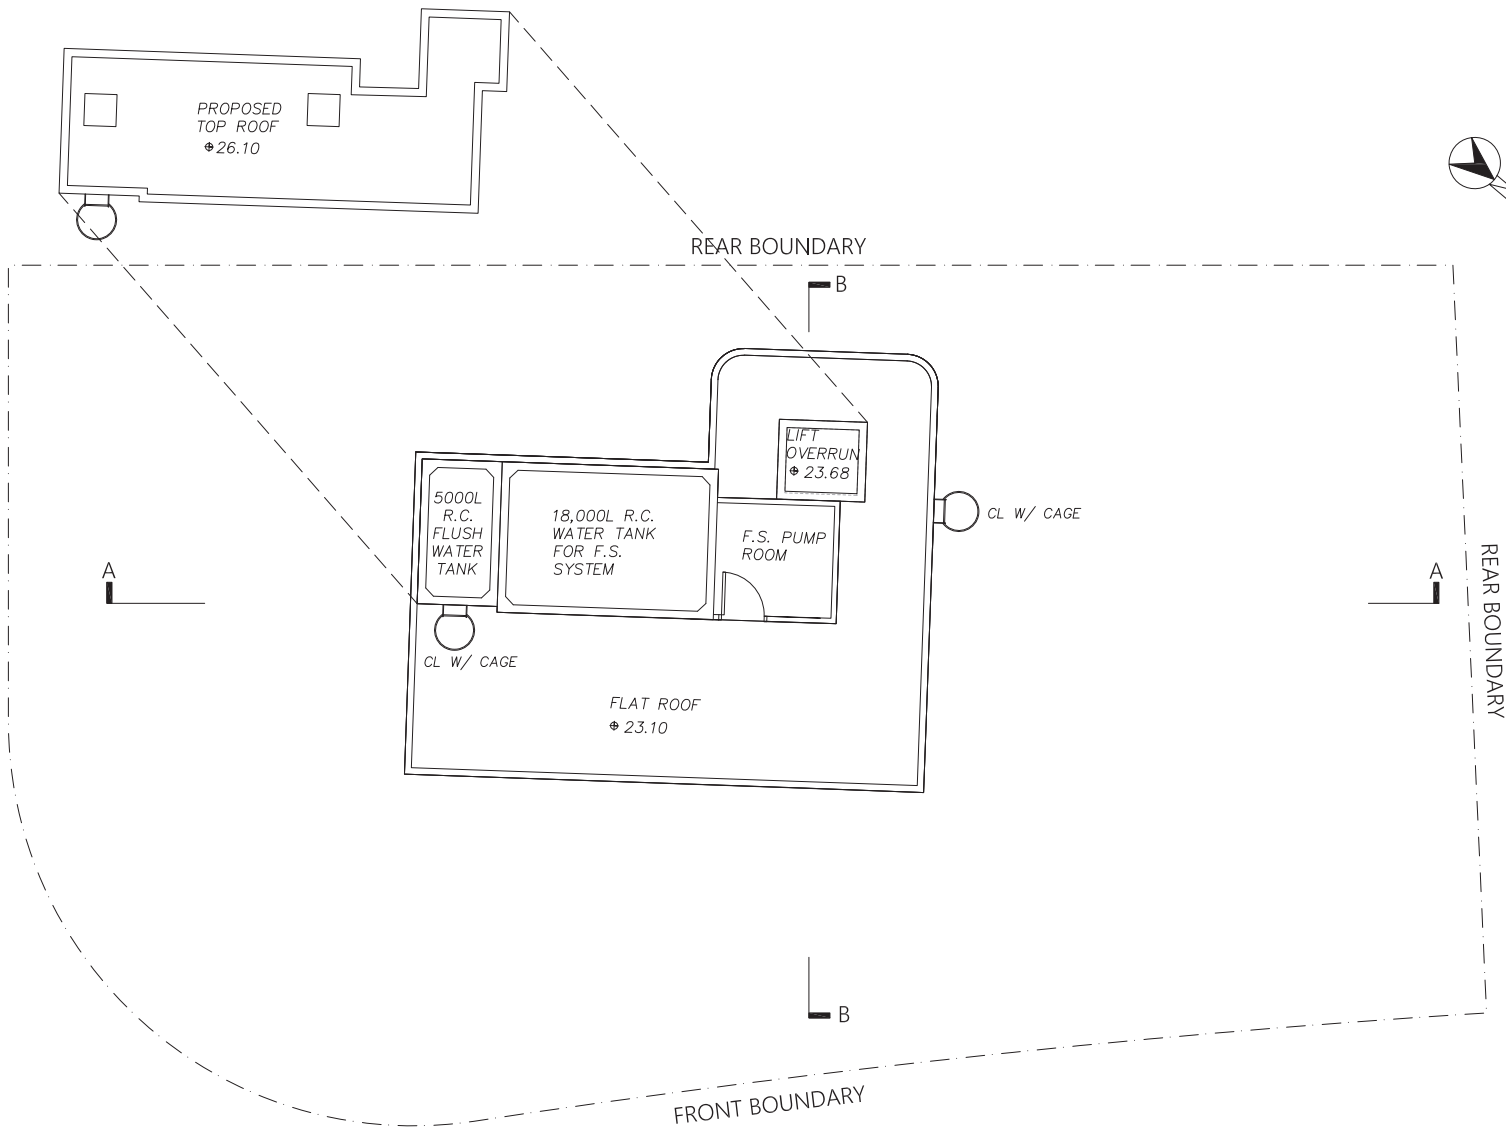 PROPOSED
TOP ROOF
26.10
REAR BOUNDARY
B
LIFT
OVERRUN
23.68
5000L
R.C.
FLUSH
WATER
TANK
18,000L R.C.
WATER TANK
FOR F.S.
SYSTEM
F.S. PUMP
ROOM
CL W/ CAGE
A
A
REAR BOUNDARY
CL W/ CAGE
FLAT ROOF
23.10
B
FRONT BOUNDARY